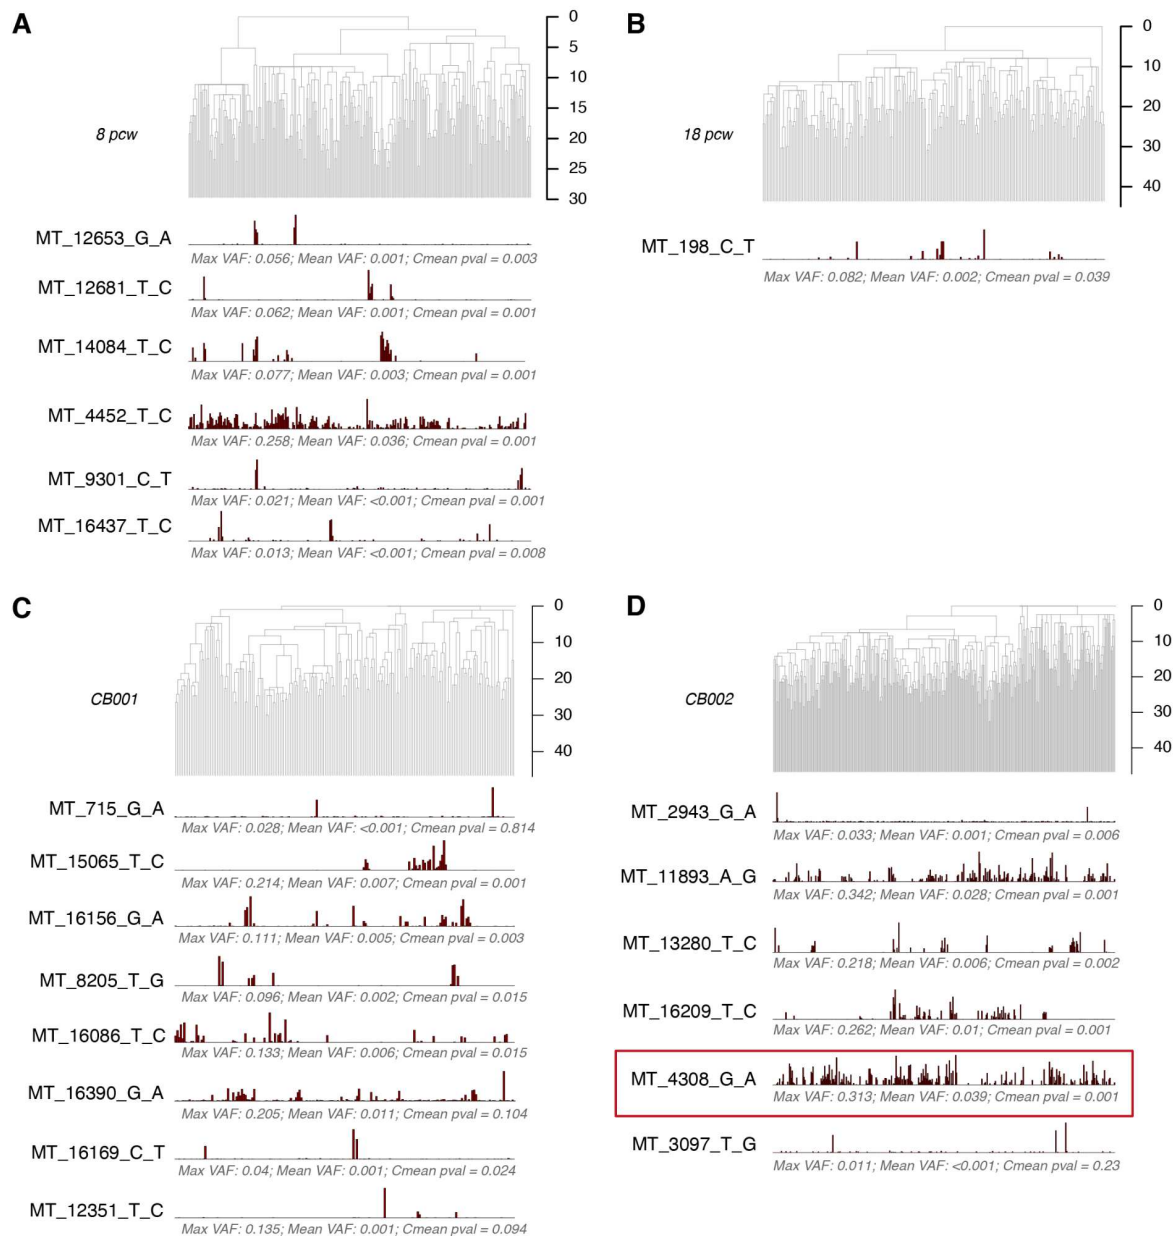 A
8 pcw
0
5
10
15
20
25
30
MT_12653_G_A
Max VAF: 0.056; Mean VAF: 0.001; Cmean pval = 0.003
MT_12681_T_C
Max VAF: 0.062; Mean VAF: 0.001; Cmean pval = 0.001
MT_14084_T_C
Max VAF: 0.077; Mean VAF: 0.003; Cmean pval = 0.001
MT_4452_T_C
Max VAF: 0.258; Mean VAF: 0.036; Cmean pval = 0.001
MT_9301_C_T
Max VAF: 0.021; Mean VAF: <0.001; Cmean pval = 0.001
MT_16437_T_C
Max VAF: 0.013; Mean VAF: <0.001; Cmean pval = 0.008
B
18 pcw
0
10
20
30
40
MT_198_C_T
Max VAF: 0.082; Mean VAF: 0.002; Cmean pval = 0.039
C
CB001
0
10
20
30
40
MT_715_G_A
Max VAF: 0.028; Mean VAF: <0.001; Cmean pval = 0.814
MT_15065_T_C
Max VAF: 0.214; Mean VAF: 0.007; Cmean pval = 0.001
MT_16156_G_A
Max VAF: 0.111; Mean VAF: 0.005; Cmean pval = 0.003
MT_8205_T_G
Max VAF: 0.096; Mean VAF: 0.002; Cmean pval = 0.015
MT_16086_T_C
Max VAF: 0.133; Mean VAF: 0.006; Cmean pval = 0.015
MT_16390_G_A
Max VAF: 0.205; Mean VAF: 0.011; Cmean pval = 0.104
MT_16169_C_T
Max VAF: 0.04; Mean VAF: 0.001; Cmean pval = 0.024
MT_12351_T_C
Max VAF: 0.135; Mean VAF: 0.001; Cmean pval = 0.094
D
CB002
0
10
20
30
40
MT_2943_G_A
Max VAF: 0.033; Mean VAF: 0.001; Cmean pval = 0.006
MT_11893_A_G
Max VAF: 0.342; Mean VAF: 0.028; Cmean pval = 0.001
MT_13280_T_C
Max VAF: 0.218; Mean VAF: 0.006; Cmean pval = 0.002
MT_16209_T_C
Max VAF: 0.262; Mean VAF: 0.01; Cmean pval = 0.001
MT_4308_G_A
Max VAF: 0.313; Mean VAF: 0.039; Cmean pval = 0.001
MT_3097_T_G
Max VAF: 0.011; Mean VAF: <0.001; Cmean pval = 0.23